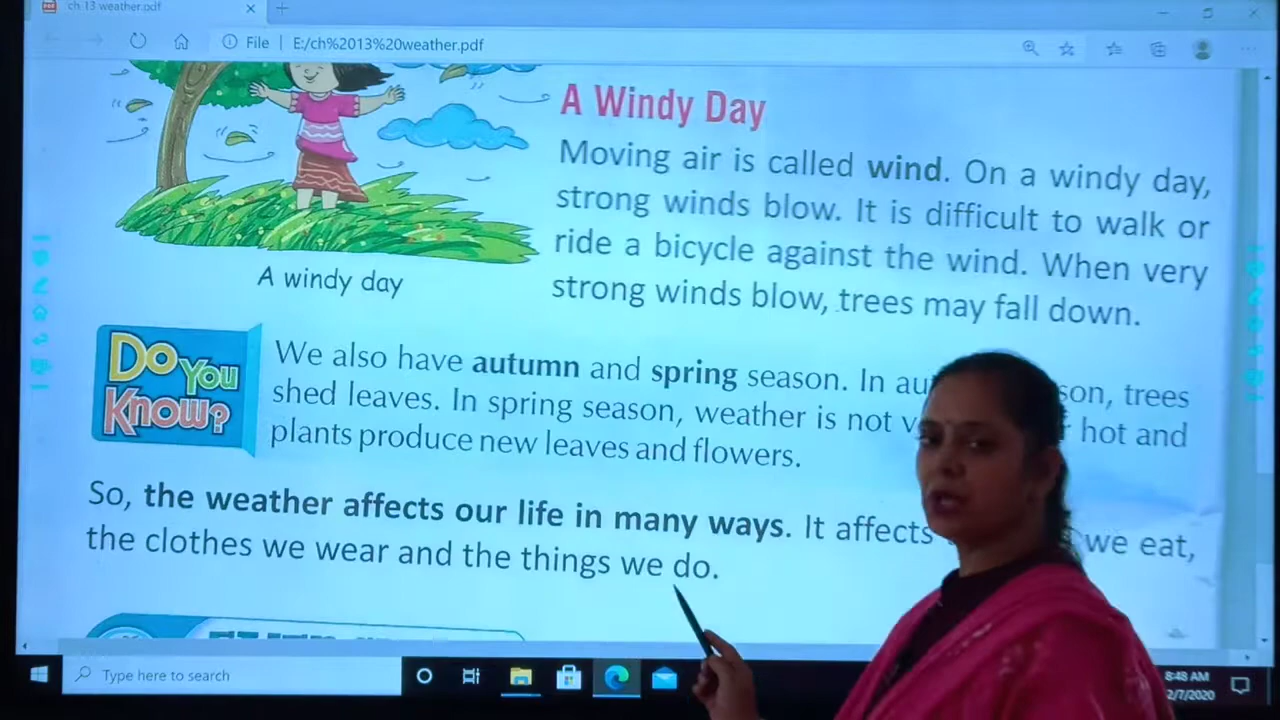 ch 13 weather.pdf
File | E:/ch%2013%20weather.pdf
A Windy Day
Moving air is called wind. On a windy day,
strong winds blow. It is difficult to walk or
ride a bicycle against the wind. When very
strong winds blow, trees may fall down.
A windy day
Do You
Know?
We also have autumn and spring season. In au son, trees
shed leaves. In spring season, weather is not v hot and
plants produce new leaves and flowers.
So, the weather affects our life in many ways. It affects we eat,
the clothes we wear and the things we do.
Type here to search
8:48 AM
2/7/2020